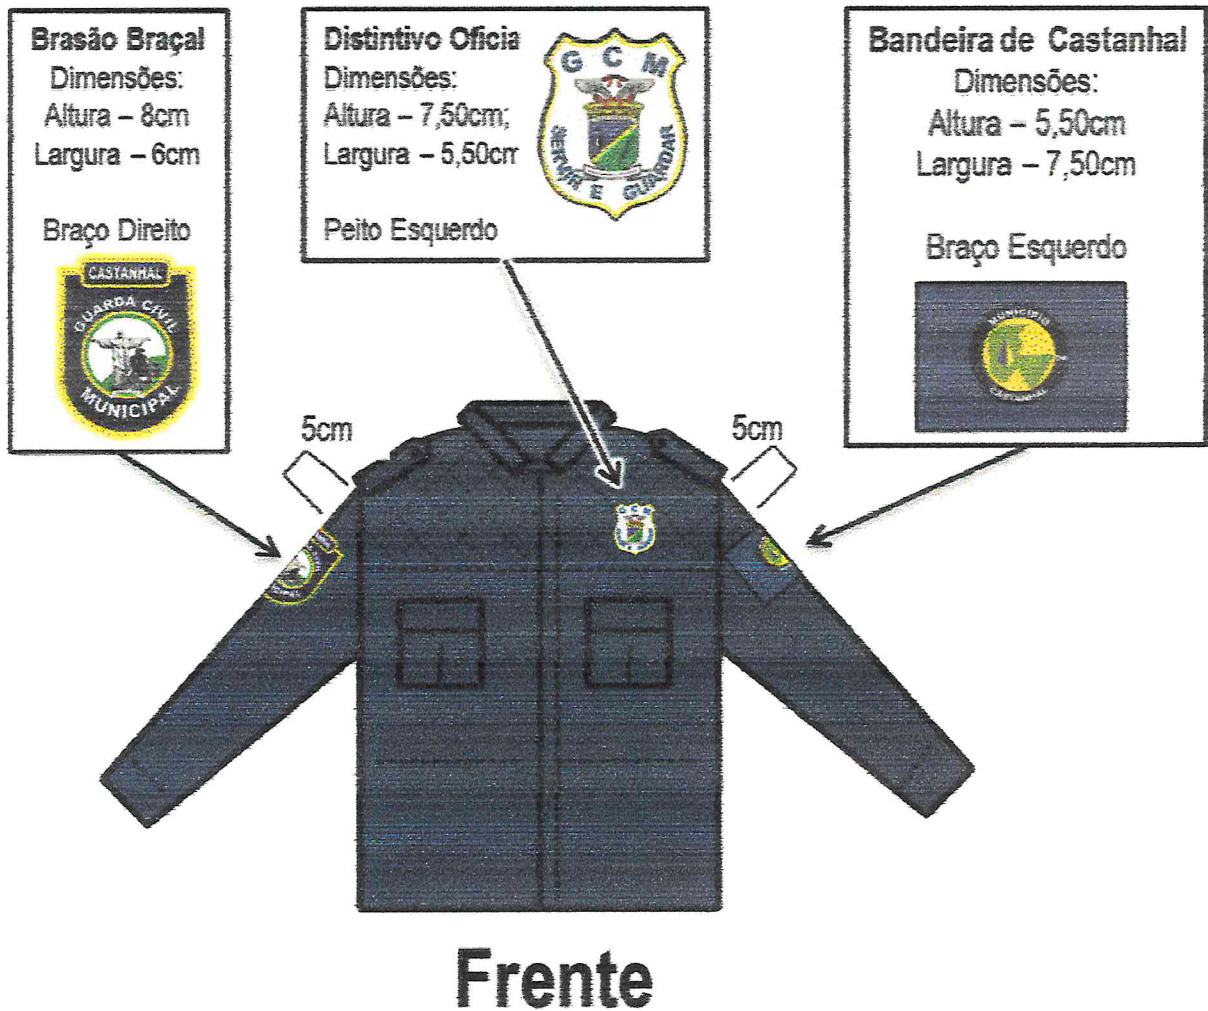 Brasão Braçal
Dimensões:
Altura – 8cm
Largura – 6cm
Braço Direito
CASTANHAL
GUARDA CIVIL
MUNICIPAL
Distintivo Oficia
Dimensões:
Altura – 7,50cm;
Largura – 5,50cm
Peito Esquerdo
G C M
SERVIR E GUARDAR
Bandeira de Castanhal
Dimensões:
Altura – 5,50cm
Largura – 7,50cm
Braço Esquerdo
MUNICÍPIO
CASTANHAL
5cm
5cm
G C M
Frente